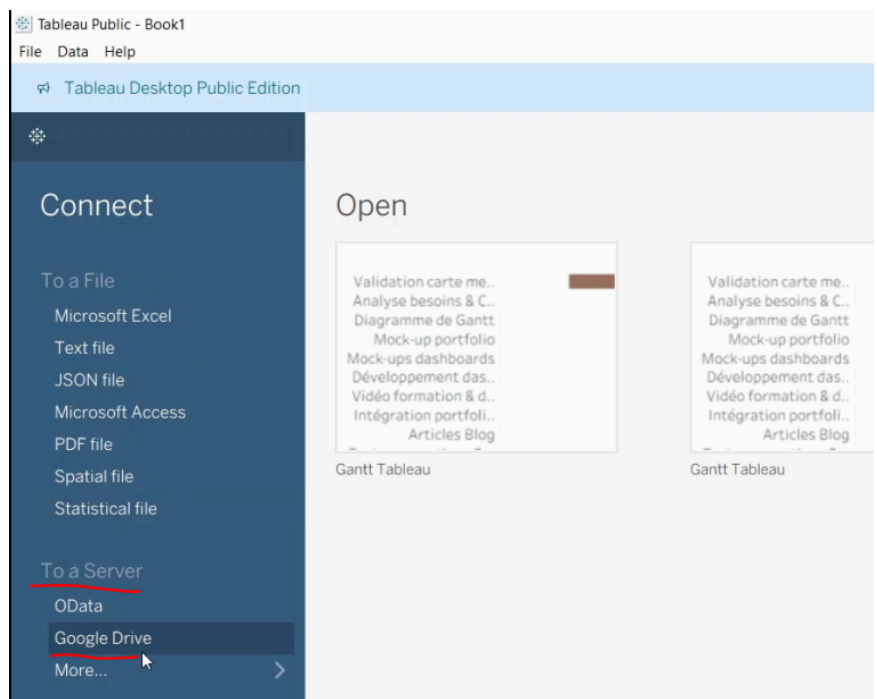 Tableau Public - Book1
File Data Help
Tableau Desktop Public Edition
Connect
To a File
Microsoft Excel
Text file
JSON file
Microsoft Access
PDF file
Spatial file
Statistical file
To a Server
OData
Google Drive
More...
Open
Validation carte me..
Analyse besoins & C..
Diagramme de Gantt
Mock-up portfolio
Mock-ups dashboards
Développement das..
Vidéo formation & d..
Intégration portfoli..
Articles Blog
Gantt Tableau
Validation carte me..
Analyse besoins & C..
Diagramme de Gantt
Mock-up portfolio
Mock-ups dashboards
Développement das..
Vidéo formation & d..
Intégration portfoli..
Articles Blog
Gantt Tableau